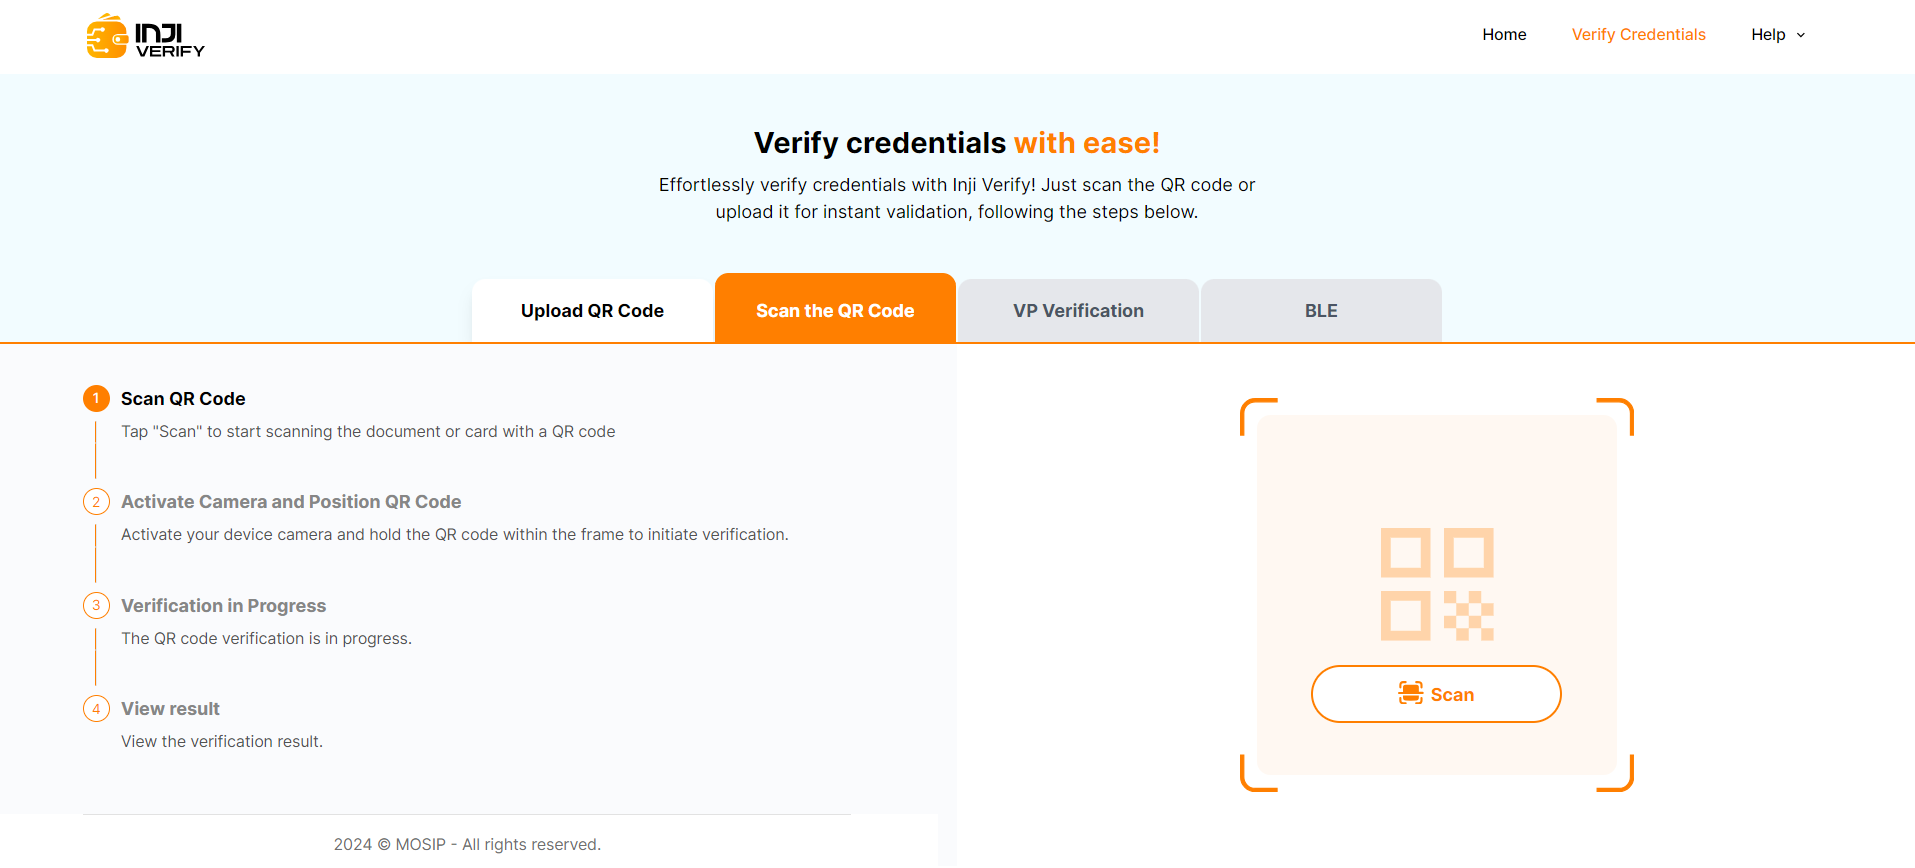 INJI
VERIFY
Home
Verify Credentials
Help
Verify credentials with ease!
Effortlessly verify credentials with Inji Verify! Just scan the QR code or
upload it for instant validation, following the steps below.
Upload QR Code
Scan the QR Code
VP Verification
BLE
1
Scan QR Code
Tap "Scan" to start scanning the document or card with a QR code
2
Activate Camera and Position QR Code
Activate your device camera and hold the QR code within the frame to initiate verification.
3
Verification in Progress
The QR code verification is in progress.
4
View result
View the verification result.
Scan
2024 © MOSIP - All rights reserved.